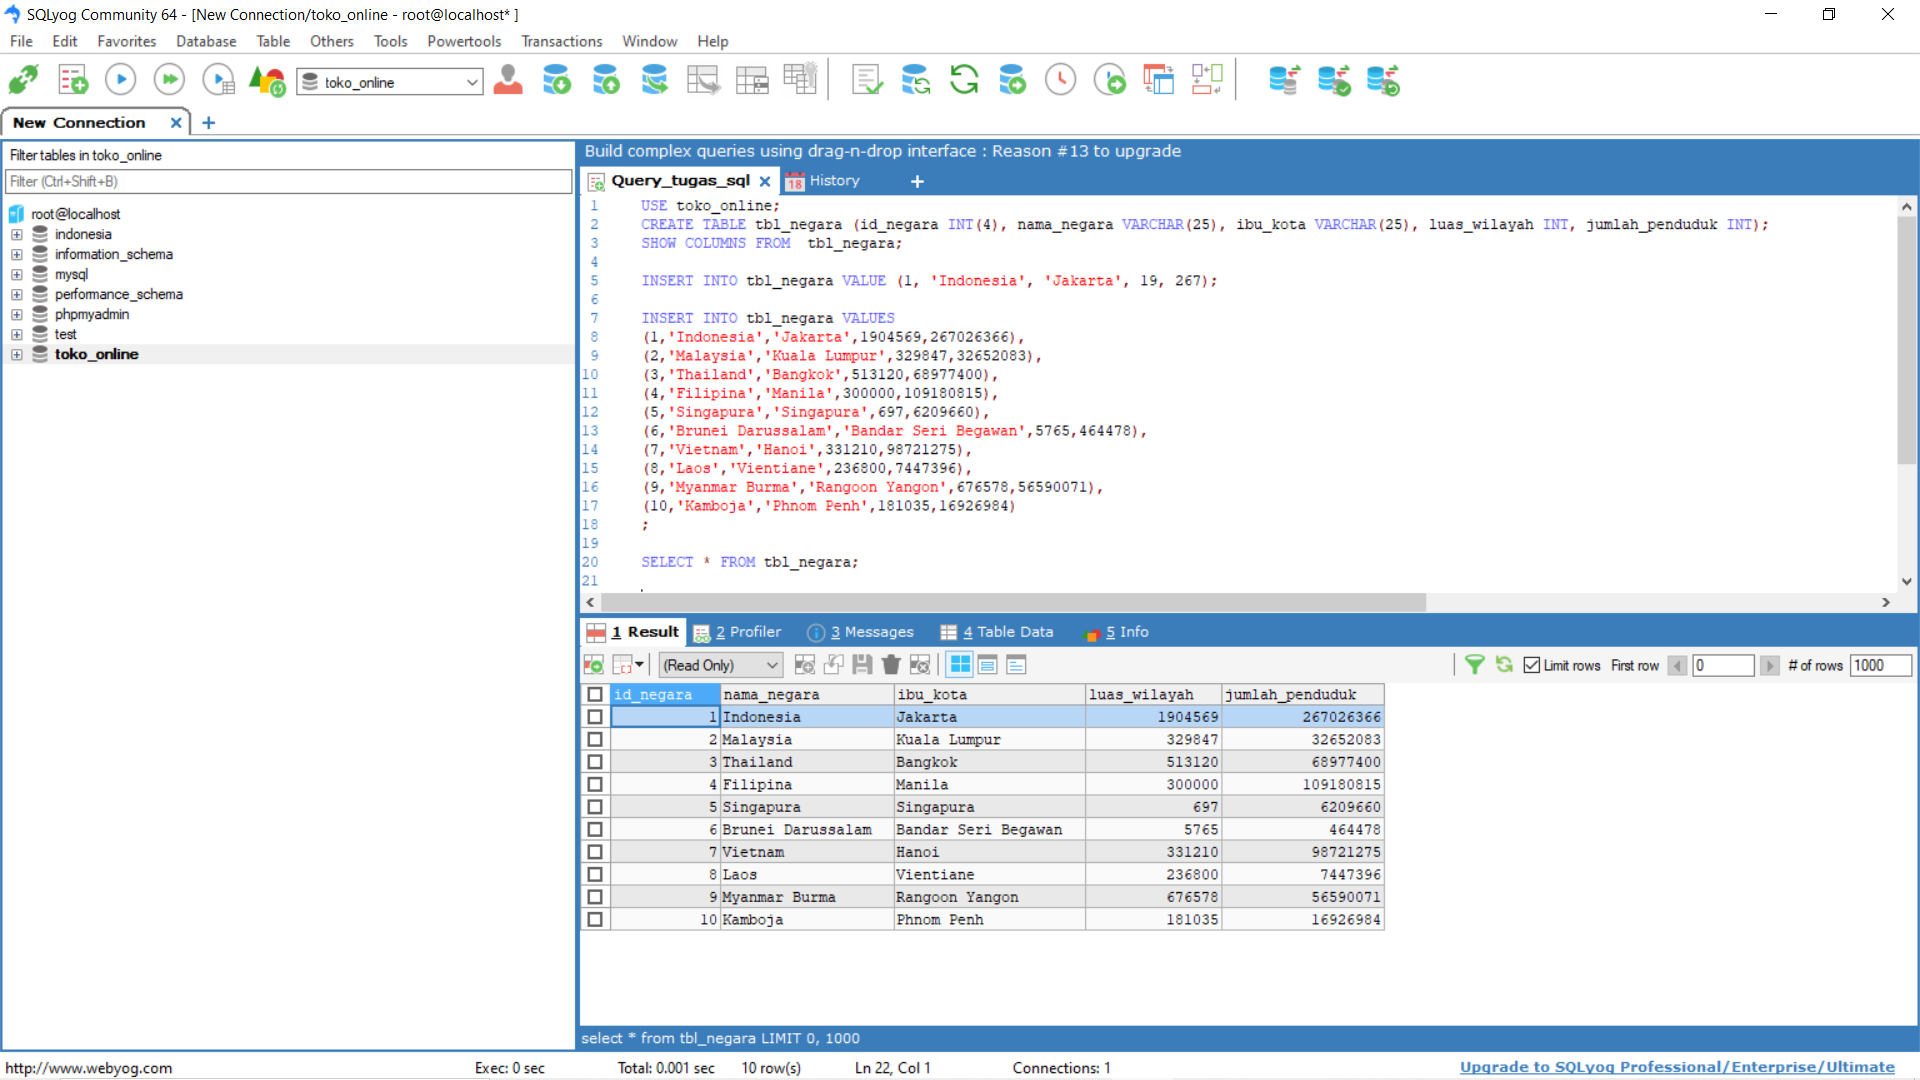 SQLyog Community 64 - [New Connection/toko_online - root@localhost* ]
File Edit Favorites Database Table Others Tools Powertools Transactions Window Help
toko_online
New Connection
Filter tables in toko_online
Filter (Ctrl+Shift+B)
root@localhost
indonesia
information_schema
mysql
performance_schema
phpmyadmin
test
toko_online
Build complex queries using drag-n-drop interface : Reason #13 to upgrade
Query_tugas_sql 18 History
1 USE toko_online;
2 CREATE TABLE tbl_negara (id_negara INT(4), nama_negara VARCHAR(25), ibu_kota VARCHAR(25), luas_wilayah INT, jumlah_penduduk INT);
3 SHOW COLUMNS FROM  tbl_negara;
4
5 INSERT INTO tbl_negara VALUE (1, 'Indonesia', 'Jakarta', 19, 267);
6
7 INSERT INTO tbl_negara VALUES
8 (1,'Indonesia','Jakarta',1904569,267026366),
9 (2,'Malaysia','Kuala Lumpur',329847,32652083),
10 (3,'Thailand','Bangkok',513120,68977400),
11 (4,'Filipina','Manila',300000,109180815),
12 (5,'Singapura','Singapura',697,6209660),
13 (6,'Brunei Darussalam','Bandar Seri Begawan',5765,464478),
14 (7,'Vietnam','Hanoi',331210,98721275),
15 (8,'Laos','Vientiane',236800,7447396),
16 (9,'Myanmar Burma','Rangoon Yangon',676578,56590071),
17 (10,'Kamboja','Phnom Penh',181035,16926984)
18 ;
19
20 SELECT * FROM tbl_negara;
21
1 Result 2 Profiler 3 Messages 4 Table Data 5 Info
(Read Only) Limit rows First row 0 # of rows 1000
id_negara nama_negara ibu_kota luas_wilayah jumlah_penduduk
1 Indonesia Jakarta 1904569 267026366
2 Malaysia Kuala Lumpur 329847 32652083
3 Thailand Bangkok 513120 68977400
4 Filipina Manila 300000 109180815
5 Singapura Singapura 697 6209660
6 Brunei Darussalam Bandar Seri Begawan 5765 464478
7 Vietnam Hanoi 331210 98721275
8 Laos Vientiane 236800 7447396
9 Myanmar Burma Rangoon Yangon 676578 56590071
10 Kamboja Phnom Penh 181035 16926984
select * from tbl_negara LIMIT 0, 1000
http://www.webyog.com Exec: 0 sec Total: 0.001 sec 10 row(s) Ln 22, Col 1 Connections: 1 Upgrade to SQLyog Professional/Enterprise/Ultimate